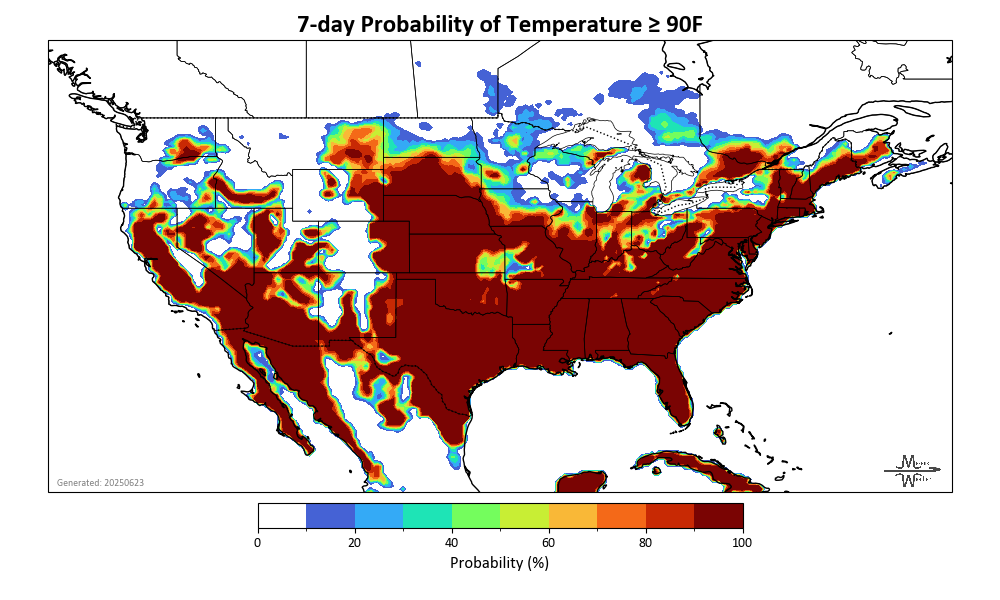 7-day Probability of Temperature ≥ 90F
Generated: 20250623
0 20 40 60 80 100
Probability (%)